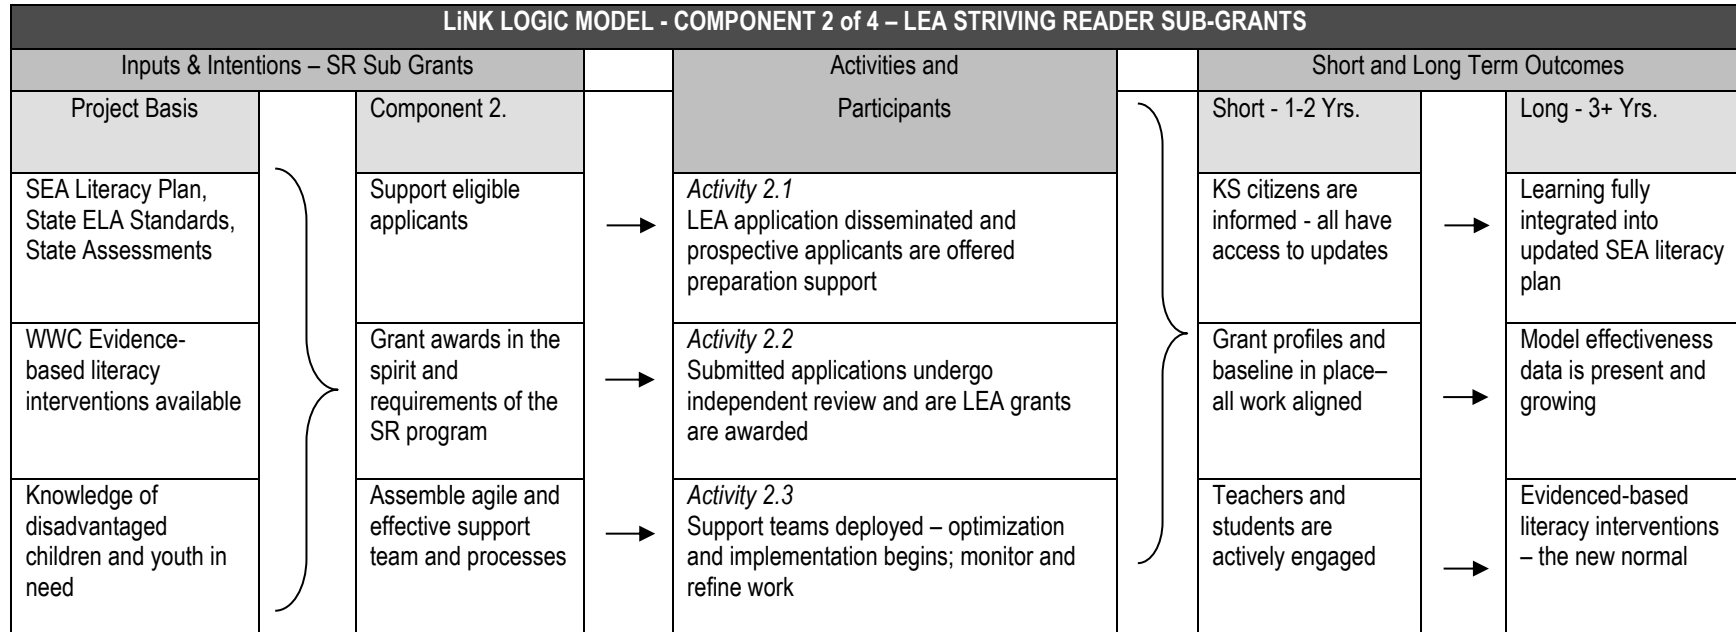 LiNK LOGIC MODEL - COMPONENT 2 of 4 – LEA STRIVING READER SUB-GRANTS
Inputs & Intentions – SR Sub Grants
Activities and
Participants
Short and Long Term Outcomes
Project Basis
Component 2.
Short - 1-2 Yrs.
Long - 3+ Yrs.
SEA Literacy Plan,
State ELA Standards,
State Assessments
Support eligible
applicants
Activity 2.1
LEA application disseminated and
prospective applicants are offered
preparation support
KS citizens are
informed - all have
access to updates
Learning fully
integrated into
updated SEA literacy
plan
WWC Evidence-
based literacy
interventions available
Grant awards in the
spirit and
requirements of the
SR program
Activity 2.2
Submitted applications undergo
independent review and are LEA grants
are awarded
Grant profiles and
baseline in place–
all work aligned
Model effectiveness
data is present and
growing
Knowledge of
disadvantaged
children and youth in
need
Assemble agile and
effective support
team and processes
Activity 2.3
Support teams deployed – optimization
and implementation begins; monitor and
refine work
Teachers and
students are
actively engaged
Evidenced-based
literacy interventions
– the new normal